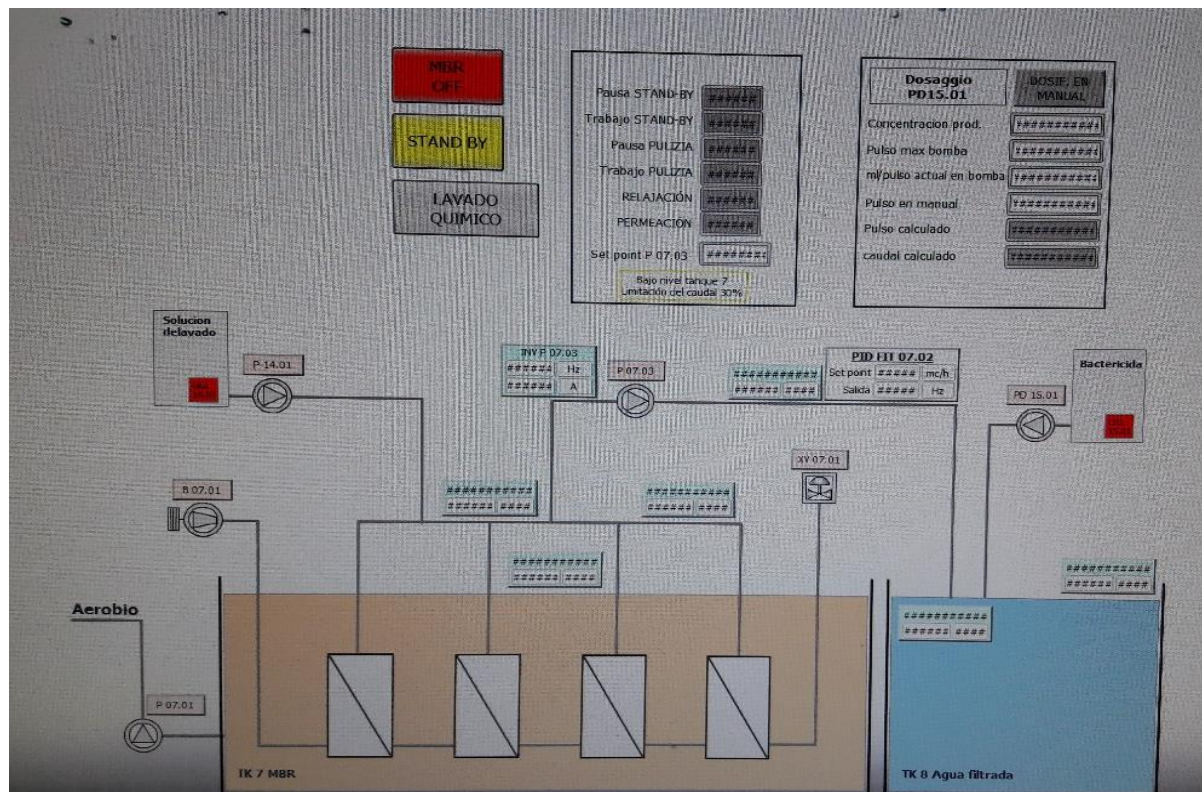 MBR
OFF
STAND BY
LAVADO
QUIMICO
Pausa STAND-BY ######
Trabajo STAND-BY ######
Pausa PULIZIA ######
Trabajo PULIZIA ######
RELAJACIÓN ######
PERMEACIÓN ######
Set point P 07.03 ########
Bajo nivel tanque 7
Limitación del caudal 30%
Dosaggio
PD15.01
DOSIF. EN
MANUAL
Concentracion prod. ###########
Pulso max bomba ###########
ml/pulso actual en bomba ###########
Pulso en manual ###########
Pulso calculado ###########
caudal calculado ###########
Solucion
delavado
P 14.01
INV P 07.03
###### Hz
###### A
P 07.03
###########
###### ####
PID FIT 07.02
Set point ##### mc/h
Salida ##### Hz
Bactericida
PD 15.01
B 07.01
###########
###### ####
###########
###### ####
XV 07.01
###########
###### ####
###########
###### ####
###########
###### ####
Aerobio
P 07.01
TK 7 MBR
TK 8 Agua filtrada